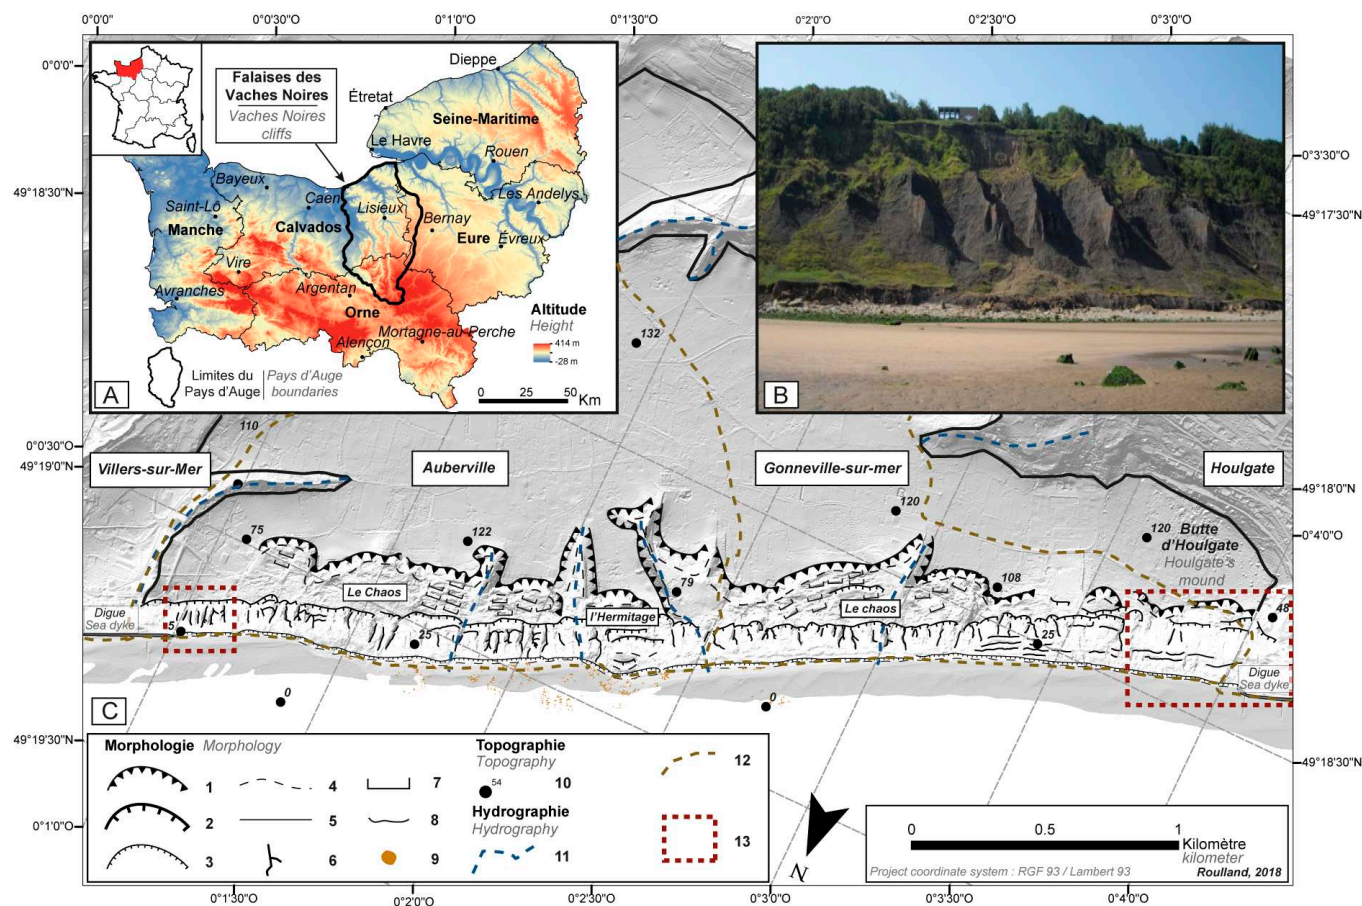 0°0'0"
0°0'30"O
0°1'0"O
0°1'30"O
0°2'0"O
0°2'30"O
0°3'0"O
0°0'0"O
49°18'30"N
0°0'30"O
49°19'0"N
49°19'30"N
0°1'0"O
0°3'30"O
49°17'30"N
49°18'0"N
0°4'0"O
49°18'30"N
Falaises des
Vaches Noires
Vaches Noires
cliffs
Dieppe
Étretat
Seine-Maritime
Le Havre
Rouen
Bayeux
Caen
Lisieux
Les Andelys
Saint-Lô
Manche
Calvados
Bernay
Eure
Évreux
Vire
Avranches
Argentan
Orne
Mortagne-au-Perche
Alençon
Altitude
Height
414 m
-28 m
A
Limites du
Pays d'Auge
Pays d'Auge
boundaries
0 50 Km
B
132
110
Villers-sur-Mer
Auberville
Gonneville-sur-mer
Houlgate
75
122
120
120
Butte
d'Houlgate
Houlgate's
mound
Le Chaos
79
108
l'Hermitage
Le chaos
48
Digue
Sea dyke
5
25
25
Digue
Sea dyke
0
0
C
Morphologie Morphology
1
2
3
4
5
6
7
8
9
Topographie
Topography
54
10
Hydrographie
Hydrography
11
12
13
N
0 0.5 1
Kilomètre
kilometer
Project coordinate system : RGF 93 / Lambert 93
Roulland, 2018
0°1'30"O
0°2'0"O
0°2'30"O
0°3'0"O
0°3'30"O
0°4'0"O